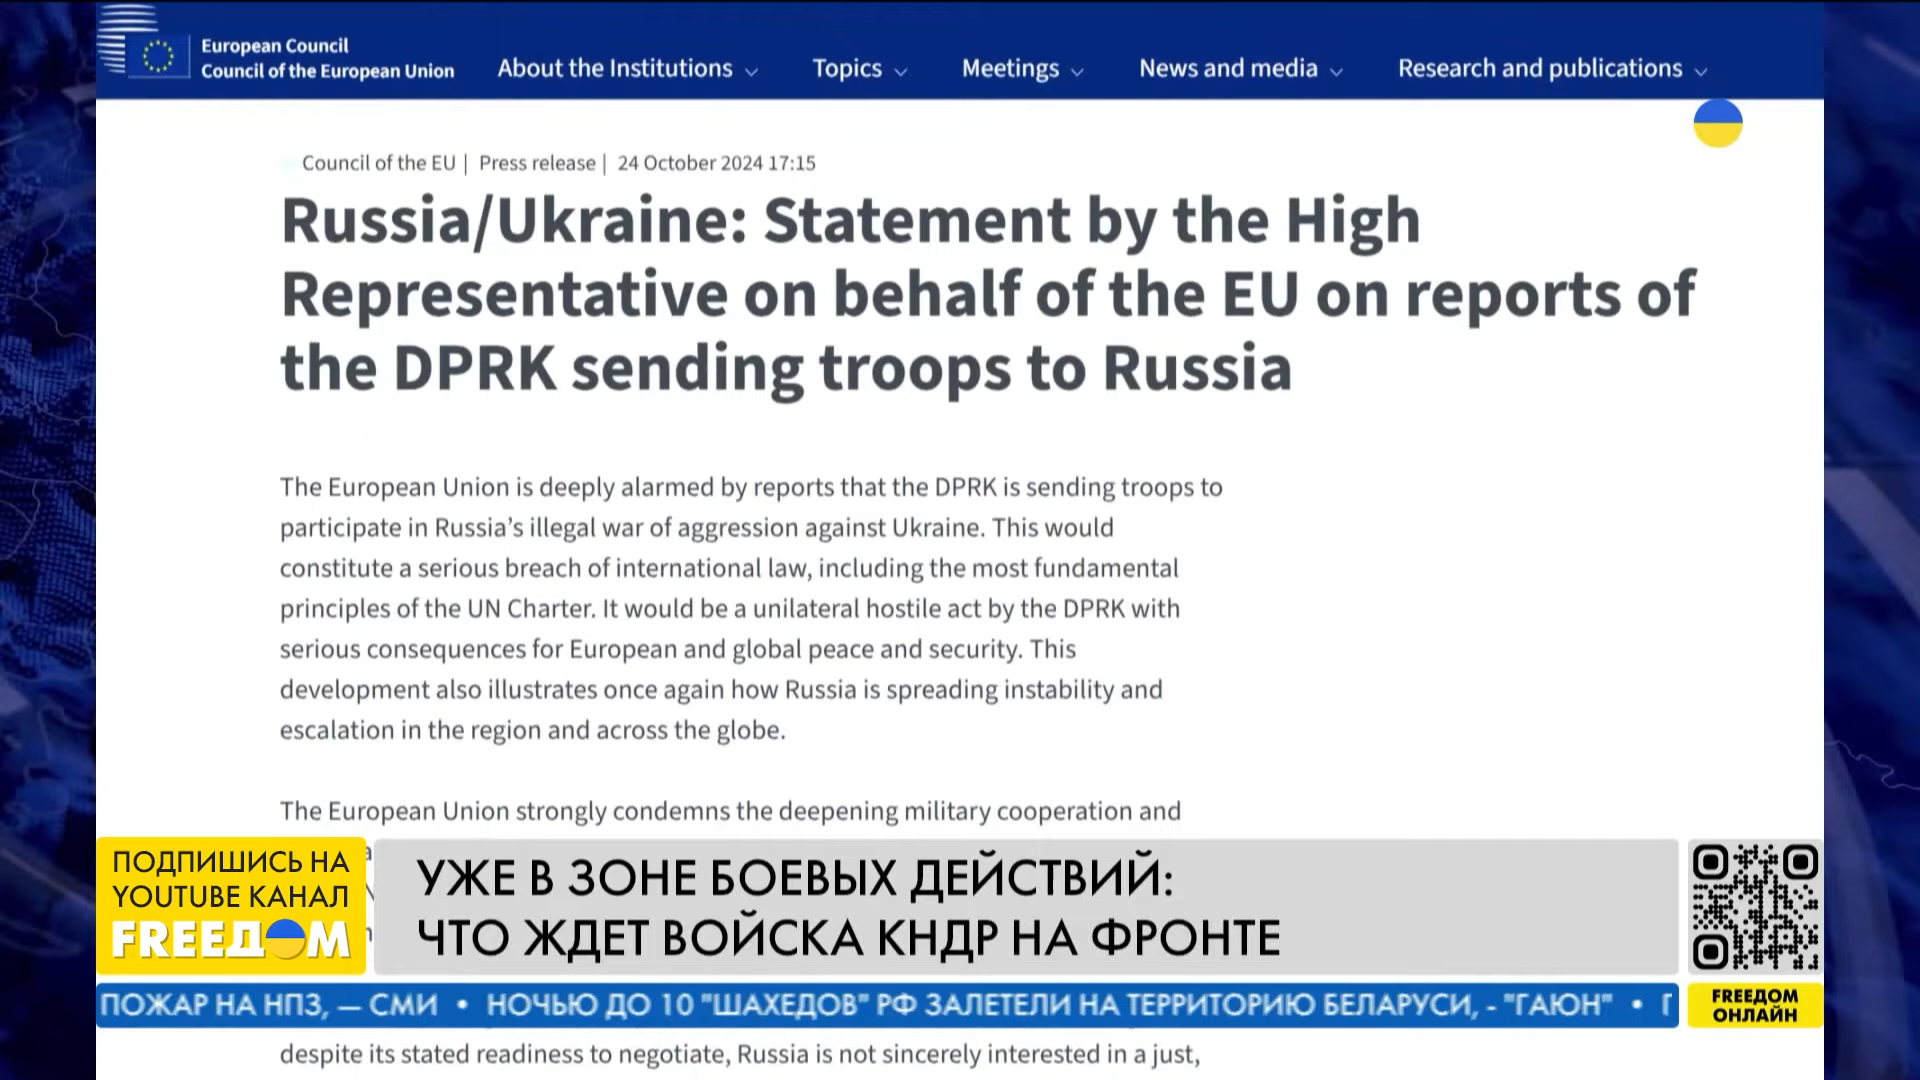 European Council
Council of the European Union
About the Institutions
Topics
Meetings
News and media
Research and publications
Council of the EU | Press release | 24 October 2024 17:15
Russia/Ukraine: Statement by the High
Representative on behalf of the EU on reports of
the DPRK sending troops to Russia
The European Union is deeply alarmed by reports that the DPRK is sending troops to
participate in Russia’s illegal war of aggression against Ukraine. This would
constitute a serious breach of international law, including the most fundamental
principles of the UN Charter. It would be a unilateral hostile act by the DPRK with
serious consequences for European and global peace and security. This
development also illustrates once again how Russia is spreading instability and
escalation in the region and across the globe.
The European Union strongly condemns the deepening military cooperation and
ПОДПИШИСЬ НА
YOUTUBE КАНАЛ
FREEДОМ
УЖЕ В ЗОНЕ БОЕВЫХ ДЕЙСТВИЙ:
ЧТО ЖДЕТ ВОЙСКА КНДР НА ФРОНТЕ
ПОЖАР НА НПЗ, — СМИ • НОЧЬЮ ДО 10 "ШАХЕДОВ" РФ ЗАЛЕТЕЛИ НА ТЕРРИТОРИЮ БЕЛАРУСИ, - "ГАЮН" •
FREEДОМ
ОНЛАЙН
despite its stated readiness to negotiate, Russia is not sincerely interested in a just,